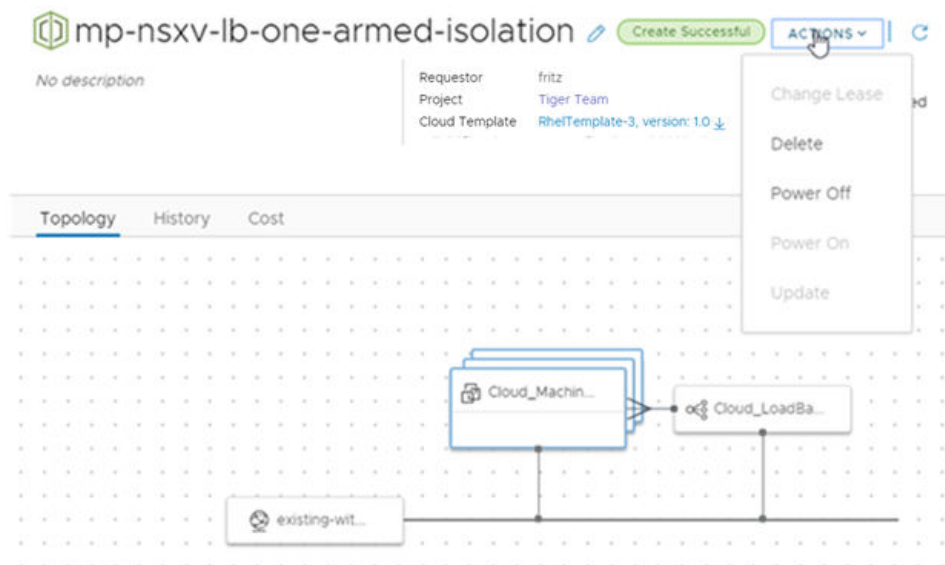 mp-nsxv-lb-one-armed-isolation Create Successful ACTIONS
No description
Requestor fritz
Project Tiger Team
Cloud Template RhelTemplate-3, version: 1.0
ed
Change Lease
Delete
Power Off
Power On
Update
Topology History Cost
Cloud_Machin...
Cloud_LoadBa...
existing-wit...